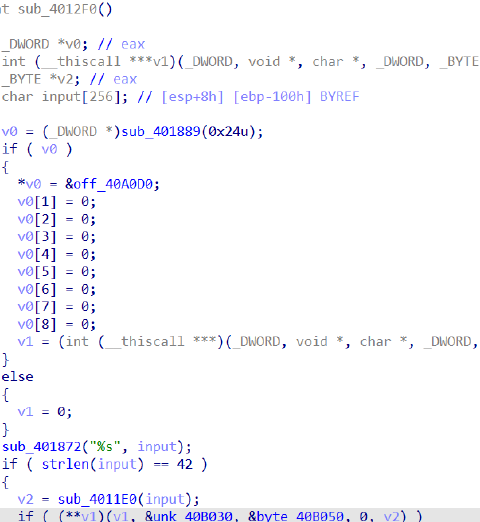 nt sub_4012F0()
_DWORD *v0; // eax
int (__thiscall ***v1)(_DWORD, void *, char *, _DWORD, _BYTE
_BYTE *v2; // eax
char input[256]; // [esp+8h] [ebp-100h] BYREF
v0 = (_DWORD *)sub_401889(0x24u);
if ( v0 )
{
*v0 = &off_40A0D0;
v0[1] = 0;
v0[2] = 0;
v0[3] = 0;
v0[4] = 0;
v0[5] = 0;
v0[6] = 0;
v0[7] = 0;
v0[8] = 0;
v1 = (int (__thiscall ***)(_DWORD, void *, char *, _DWORD,
}
else
{
v1 = 0;
}
sub_401872("%s", input);
if ( strlen(input) == 42 )
{
v2 = sub_4011E0(input);
if ( (**v1)(v1, &unk_40B030, &byte_40B050, 0, v2) )